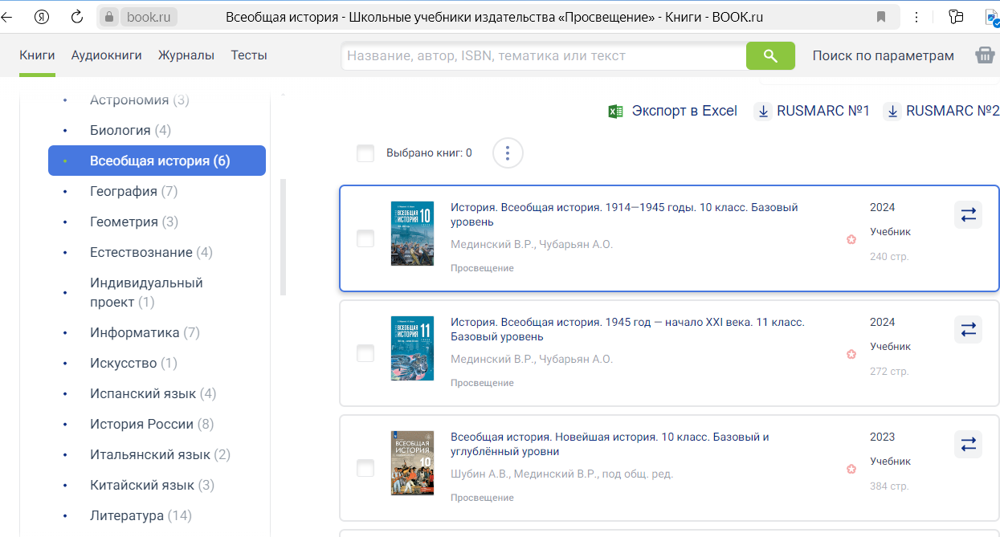 book.ru
Всеобщая история - Школьные учебники издательства «Просвещение» - Книги - BOOK.ru
Книги
Аудиокниги
Журналы
Тесты
Название, автор, ISBN, тематика или текст
Поиск по параметрам
Астрономия (3)
Биология (4)
Всеобщая история (6)
География (7)
Геометрия (3)
Естествознание (4)
Индивидуальный
проект (1)
Информатика (7)
Искусство (1)
Испанский язык (4)
История России (8)
Итальянский язык (2)
Китайский язык (3)
Литература (14)
Экспорт в Excel
RUSMARC №1
RUSMARC №2
Выбрано книг: 0
ВСЕОБЩАЯ
ИСТОРИЯ 10
История. Всеобщая история. 1914—1945 годы. 10 класс. Базовый
уровень
Мединский В.Р., Чубарьян А.О.
Просвещение
2024
Учебник
240 стр.
ВСЕОБЩАЯ
ИСТОРИЯ 11
История. Всеобщая история. 1945 год — начало XXI века. 11 класс.
Базовый уровень
Мединский В.Р., Чубарьян А.О.
Просвещение
2024
Учебник
272 стр.
ВСЕОБЩАЯ
ИСТОРИЯ
10
Всеобщая история. Новейшая история. 10 класс. Базовый и
углублённый уровни
Шубин А.В., Мединский В.Р., под общ. ред.
Просвещение
2023
Учебник
384 стр.